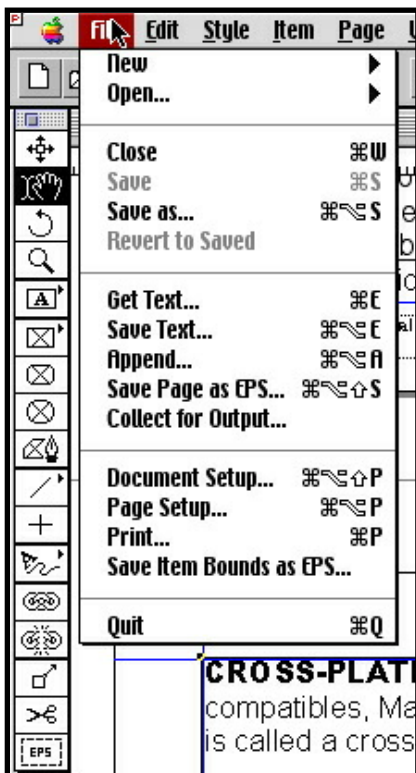 File Edit Style Item Page
New
Open...
Close ⌘W
Save ⌘S
Save as... ⌘⌥S
Revert to Saved
Get Text... ⌘E
Save Text... ⌘⌥E
Append... ⌘⌥A
Save Page as EPS... ⌘⌥⇧S
Collect for Output...
Document Setup... ⌘⌥⇧P
Page Setup... ⌘⌥P
Print... ⌘P
Save Item Bounds as EPS...
Quit ⌘Q
A
EPS
CROSS-PLAT
compatibles, Ma
is called a cross